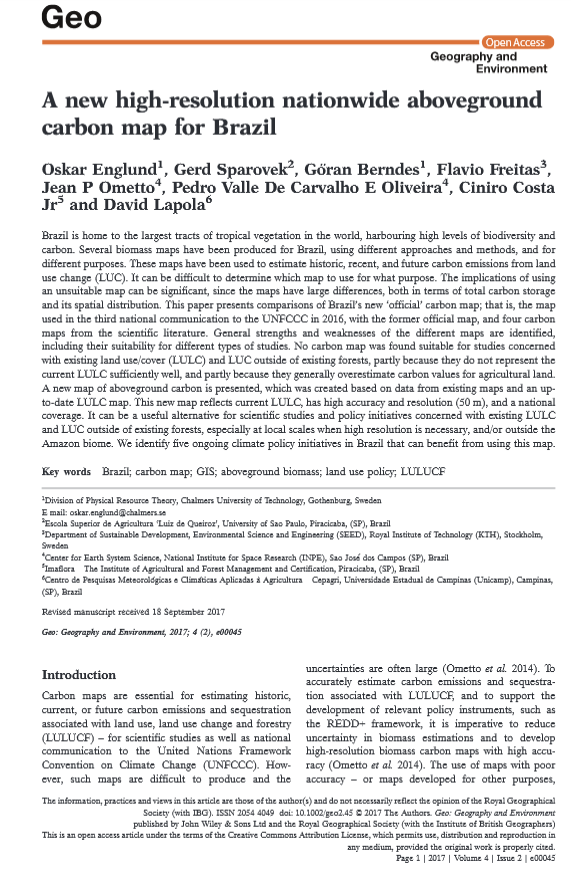 Geo
Open Access
Geography and
Environment
A new high-resolution nationwide aboveground
carbon map for Brazil
Oskar Englund¹, Gerd Sparovek², Göran Berndes¹, Flavio Freitas³,
Jean P Ometto⁴, Pedro Valle De Carvalho E Oliveira⁴, Ciniro Costa
Jr⁵ and David Lapola⁶
Brazil is home to the largest tracts of tropical vegetation in the world, harbouring high levels of biodiversity and
carbon. Several biomass maps have been produced for Brazil, using different approaches and methods, and for
different purposes. These maps have been used to estimate historic, recent, and future carbon emissions from land
use change (LUC). It can be difficult to determine which map to use for what purpose. The implications of using
an unsuitable map can be significant, since the maps have large differences, both in terms of total carbon storage
and its spatial distribution. This paper presents comparisons of Brazil's new 'official' carbon map; that is, the map
used in the third national communication to the UNFCCC in 2016, with the former official map, and four carbon
maps from the scientific literature. General strengths and weaknesses of the different maps are identified,
including their suitability for different types of studies. No carbon map was found suitable for studies concerned
with existing land use/cover (LULC) and LUC outside of existing forests, partly because they do not represent the
current LULC sufficiently well, and partly because they generally overestimate carbon values for agricultural land.
A new map of aboveground carbon is presented, which was created based on data from existing maps and an up-
to-date LULC map. This new map reflects current LULC, has high accuracy and resolution (50 m), and a national
coverage. It can be a useful alternative for scientific studies and policy initiatives concerned with existing LULC
and LUC outside of existing forests, especially at local scales when high resolution is necessary, and/or outside the
Amazon biome. We identify five ongoing climate policy initiatives in Brazil that can benefit from using this map.
Key words Brazil; carbon map; GIS; aboveground biomass; land use policy; LULUCF
¹Division of Physical Resource Theory, Chalmers University of Technology, Gothenburg, Sweden
E mail: oskar.englund@chalmers.se
²Escola Superior de Agricultura 'Luiz de Queiroz', University of Sao Paulo, Piracicaba, (SP), Brazil
³Department of Sustainable Development, Environmental Science and Engineering (SEED), Royal Institute of Technology (KTH), Stockholm,
Sweden
⁴Center for Earth System Science, National Institute for Space Research (INPE), Sao José dos Campos (SP), Brazil
⁵Imaflora The Institute of Agricultural and Forest Management and Certification, Piracicaba, (SP), Brazil
⁶Centro de Pesquisas Meteorológicas e Climáticas Aplicadas à Agricultura Cepagri, Universidade Estadual de Campinas (Unicamp), Campinas,
(SP), Brazil
Revised manuscript received 18 September 2017
Geo: Geography and Environment, 2017; 4 (2), e00045
Introduction
Carbon maps are essential for estimating historic,
current, or future carbon emissions and sequestration
associated with land use, land use change and forestry
(LULUCF) – for scientific studies as well as national
communication to the United Nations Framework
Convention on Climate Change (UNFCCC). How-
ever, such maps are difficult to produce and the
uncertainties are often large (Ometto et al. 2014). To
accurately estimate carbon emissions and sequestra-
tion associated with LULUCF, and to support the
development of relevant policy instruments, such as
the REDD+ framework, it is imperative to reduce
uncertainty in biomass estimations and to develop
high-resolution biomass carbon maps with high accu-
racy (Ometto et al. 2014). The use of maps with poor
accuracy – or maps developed for other purposes,
The information, practices and views in this article are those of the author(s) and do not necessarily reflect the opinion of the Royal Geographical
Society (with IBG). ISSN 2054 4049 doi: 10.1002/geo2.45 © 2017 The Authors. Geo: Geography and Environment
published by John Wiley & Sons Ltd and the Royal Geographical Society (with the Institute of British Geographers)
This is an open access article under the terms of the Creative Commons Attribution License, which permits use, distribution and reproduction in
any medium, provided the original work is properly cited.
Page 1 | 2017 | Volume 4 | Issue 2 | e00045